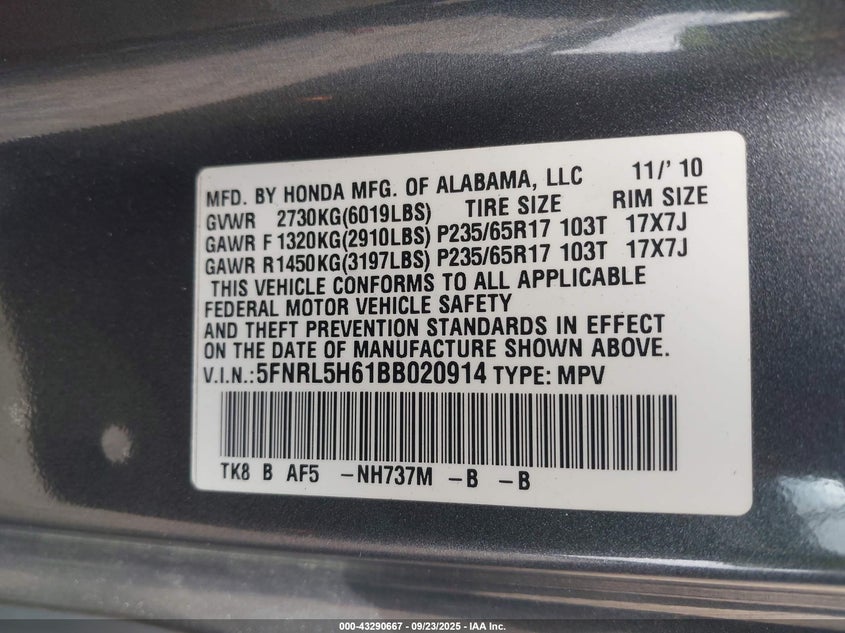 MFD. BY HONDA MFG. OF ALABAMA, LLC 11/' 10
GVWR 2730KG(6019LBS) TIRE SIZE RIM SIZE
GAWR F 1320KG(2910LBS) P235/65R17 103T 17X7J
GAWR R1450KG(3197LBS) P235/65R17 103T 17X7J
THIS VEHICLE CONFORMS TO ALL APPLICABLE
FEDERAL MOTOR VEHICLE SAFETY
AND THEFT PREVENTION STANDARDS IN EFFECT
ON THE DATE OF MANUFACTURE SHOWN ABOVE.
V.I.N.:5FNRL5H61BB020914 TYPE: MPV
TK8 B AF5 -NH737M -B -B
000-43290667 - 09/23/2025 - IAA Inc.